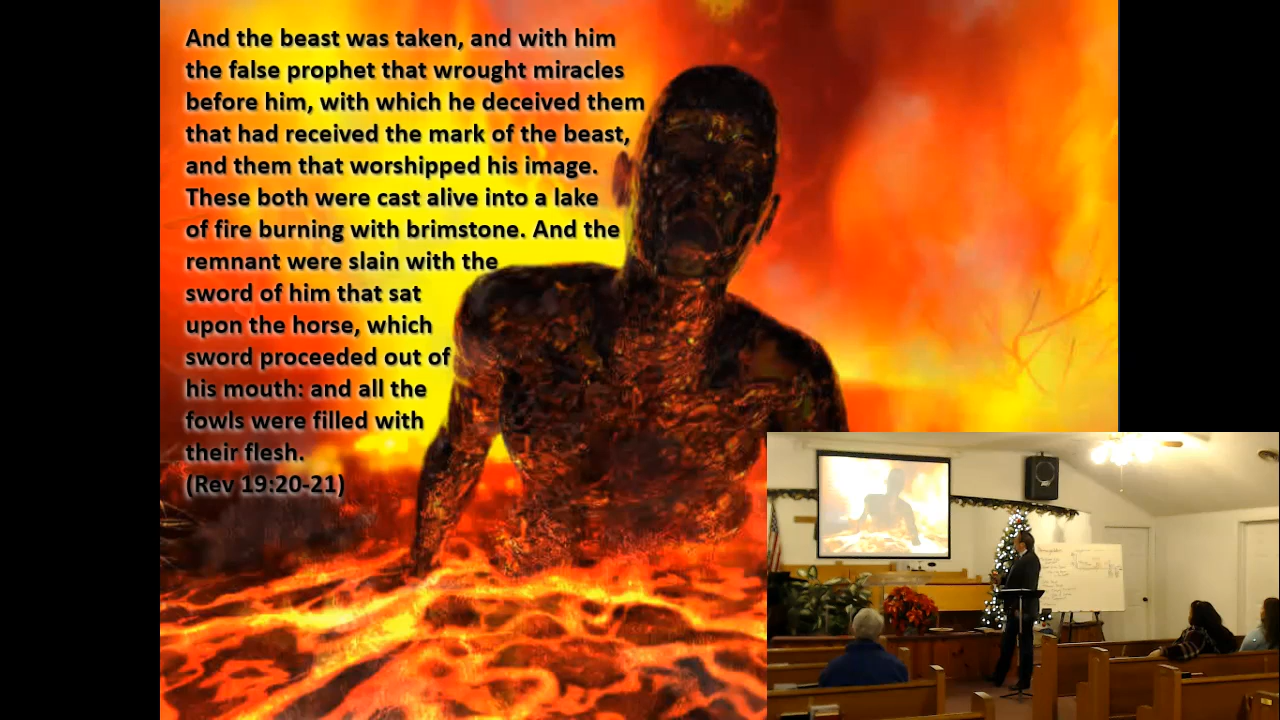 And the beast was taken, and with him
the false prophet that wrought miracles
before him, with which he deceived them
that had received the mark of the beast,
and them that worshipped his image.
These both were cast alive into a lake
of fire burning with brimstone. And the
remnant were slain with the
sword of him that sat
upon the horse, which
sword proceeded out of
his mouth: and all the
fowls were filled with
their flesh.
(Rev 19:20-21)